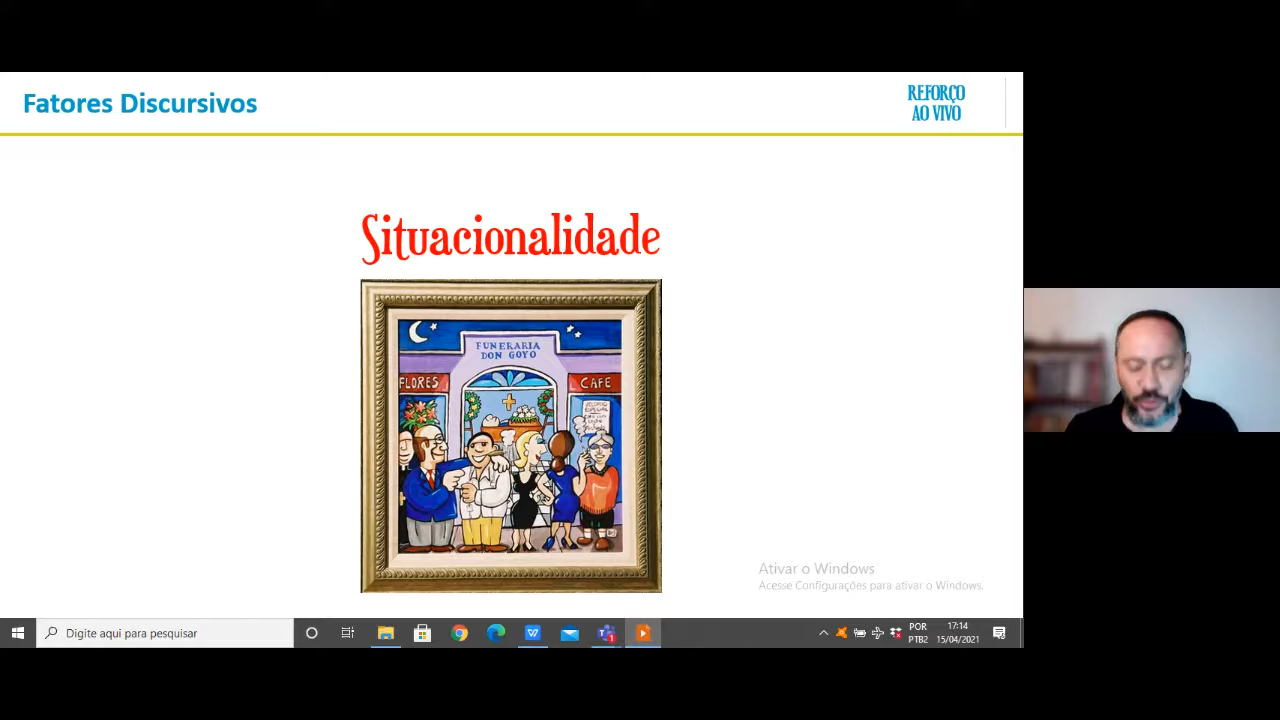 Fatores Discursivos
REFORÇO
AO VIVO
Situacionalidade
FUNERARIA
DON GOYO
FLORES
CAFE
Ativar o Windows
Acesse Configurações para ativar o Windows.
Digite aqui para pesquisar
POR
PTB2
17:14
15/04/2021